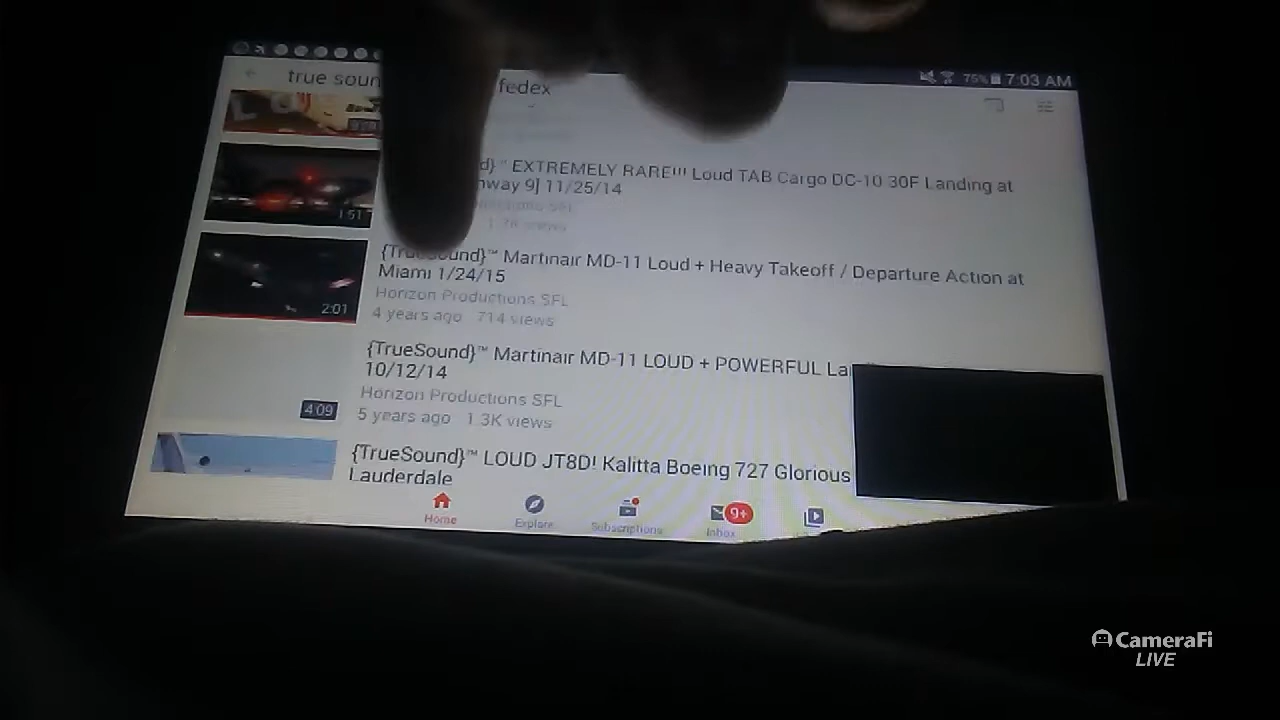 true soun fedex
75% 7:03 AM
d}™ EXTREMELY RARE!!! Loud TAB Cargo DC-10 30F Landing at
nway 9] 11/25/14
1:51
{TrueSound}™ Martinair MD-11 Loud + Heavy Takeoff / Departure Action at
Miami 1/24/15
Horizon Productions SFL
4 years ago 714 views
2:01
{TrueSound}™ Martinair MD-11 LOUD + POWERFUL La
10/12/14
Horizon Productions SFL
5 years ago 1.3K views
4:09
{TrueSound}™ LOUD JT8D! Kalitta Boeing 727 Glorious
Lauderdale
Home
Explore
Subscriptions
Inbox
9+
CameraFi
LIVE